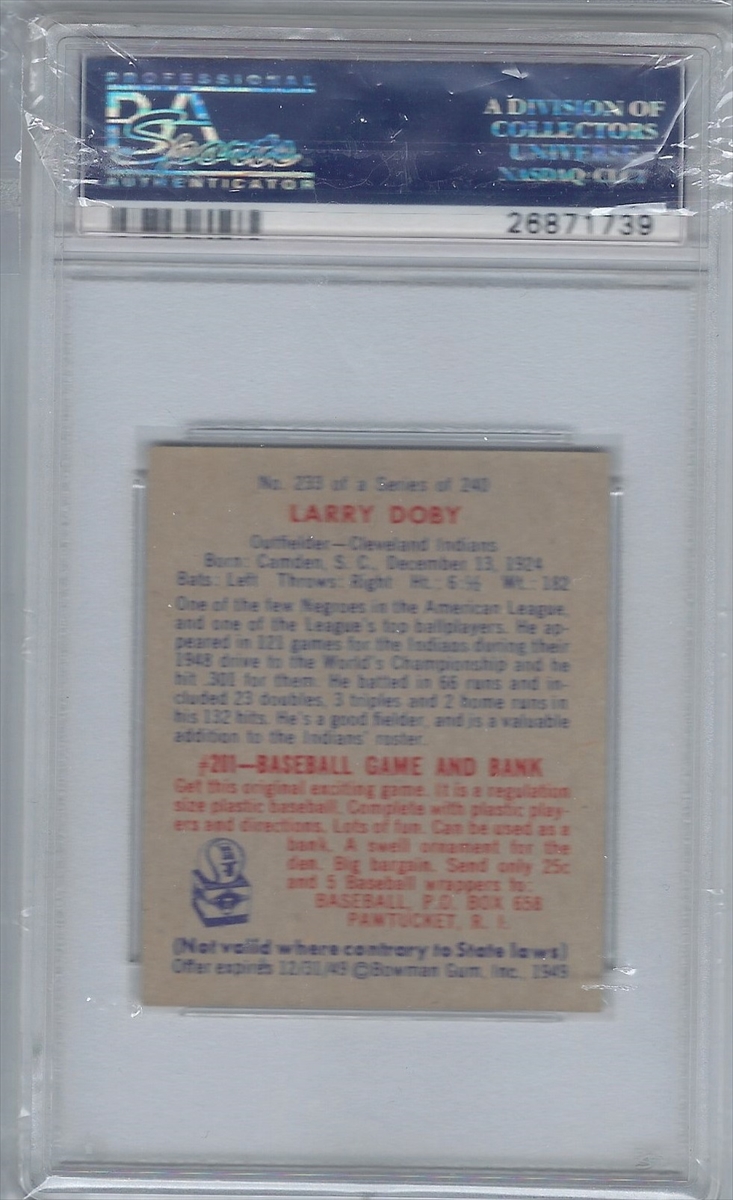 PROFESSIONAL
PSA
Sports
AUTHENTICATOR
A DIVISION OF
COLLECTORS
UNIVERSE
NASDAQ: CLCT
26871739
No. 233 of a Series of 240
LARRY DOBY
Outfielder—Cleveland Indians
Born: Camden, S. C., December 13, 1924
Bats: Left Throws: Right Ht.: 6:½ Wt.: 182
One of the few Negroes in the American League,
and one of the League's top ballplayers. He ap-
peared in 121 games for the Indians during their
1948 drive to the World's Championship and he
hit .301 for them. He batted in 66 runs and in-
cluded 23 doubles, 3 triples and 2 home runs in
his 132 hits. He's a good fielder, and is a valuable
addition to the Indians' roster.
#201—BASEBALL GAME AND BANK
Get this original exciting game. It is a regulation
size plastic baseball. Complete with plastic play-
ers and directions. Lots of fun. Can be used as a
bank. A swell ornament for the
den. Big bargain. Send only 25c
and 5 Baseball wrappers to:
BASEBALL, P.O. BOX 658
PAWTUCKET, R. I.
(Not valid where contrary to State laws)
Offer expires 12/31/49 ©Bowman Gum, Inc., 1949